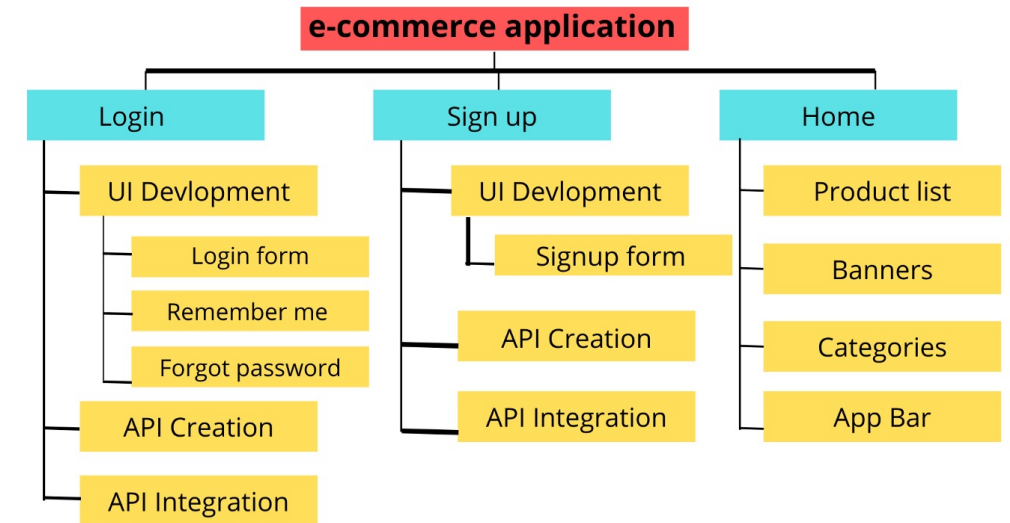 e-commerce application
Login
UI Devlopment
Login form
Remember me
Forgot password
API Creation
API Integration
Sign up
UI Devlopment
Signup form
API Creation
API Integration
Home
Product list
Banners
Categories
App Bar